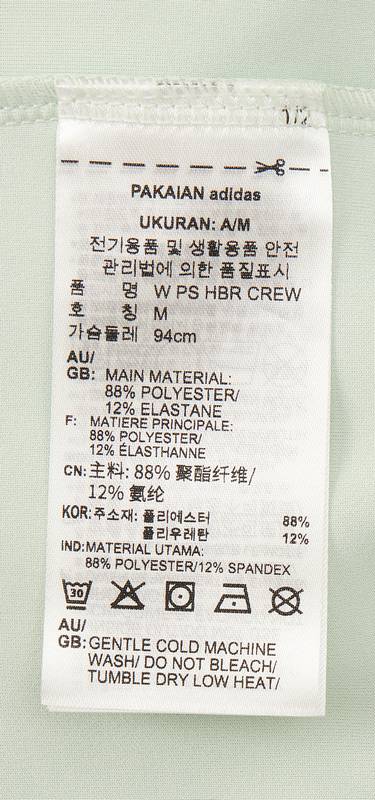 1/2
PAKAIAN adidas
UKURAN: A/M
전기용품 및 생활용품 안전
관리법에 의한 품질표시
품 명 W PS HBR CREW
호 칭 M
가슴둘레 94cm
AU/
GB: MAIN MATERIAL:
88% POLYESTER/
12% ELASTANE
F: MATIERE PRINCIPALE:
88% POLYESTER/
12% ÉLASTHANNE
CN: 主料: 88% 聚酯纤维/
12% 氨纶
KOR: 주소재: 폴리에스터 88%
폴리우레탄 12%
IND: MATERIAL UTAMA:
88% POLYESTER/12% SPANDEX
30
AU/
GB: GENTLE COLD MACHINE
WASH/ DO NOT BLEACH/
TUMBLE DRY LOW HEAT/